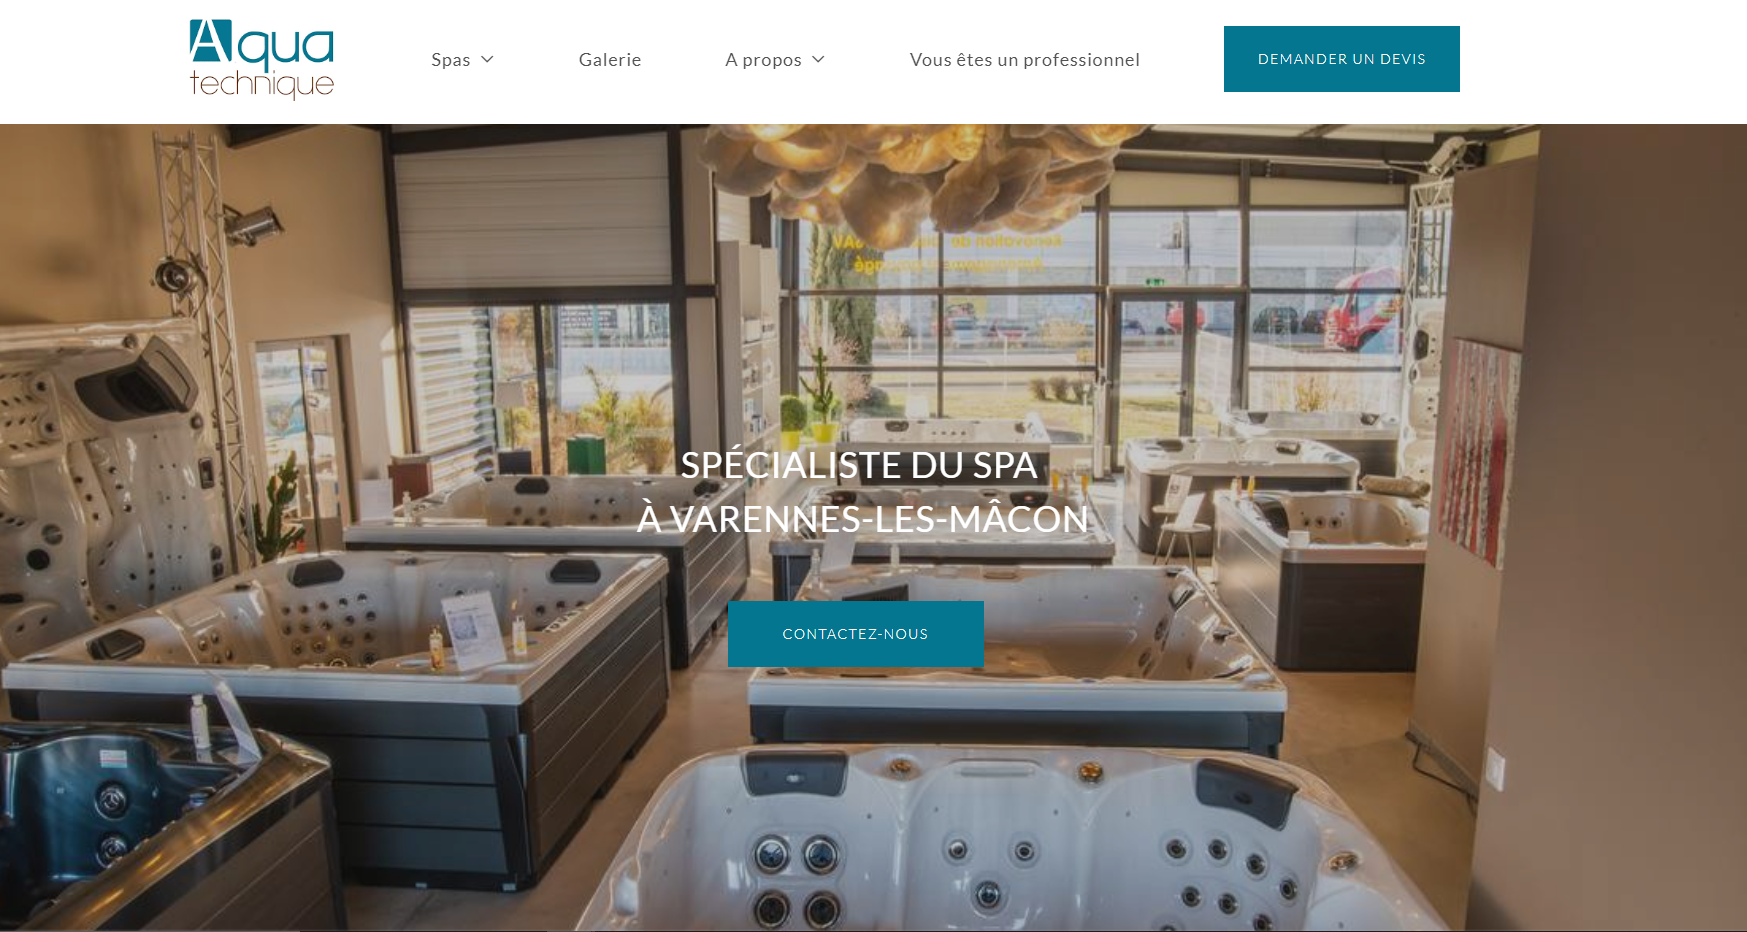 Aqua
technique
Spas
Galerie
A propos
Vous êtes un professionnel
DEMANDER UN DEVIS
SPÉCIALISTE DU SPA
À VARENNES-LES-MÂCON
CONTACTEZ-NOUS